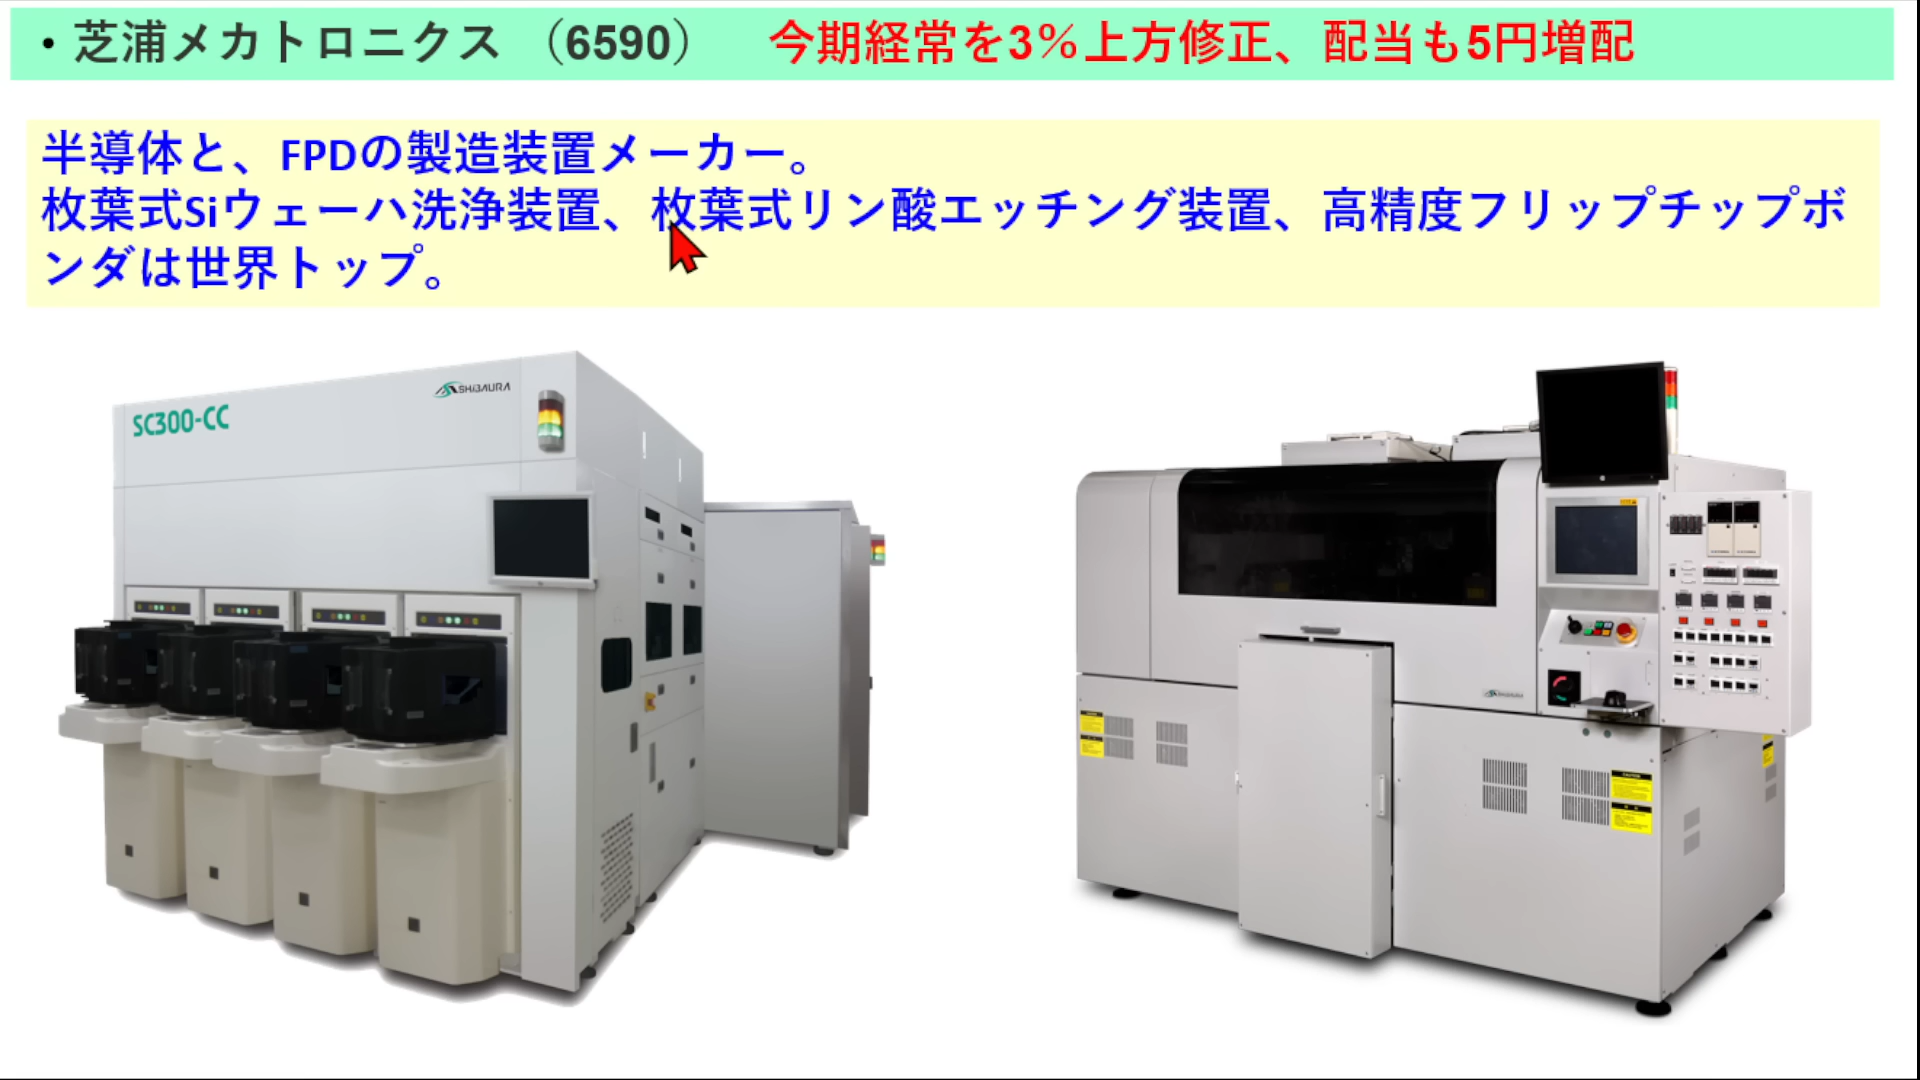 ・芝浦メカトロニクス （6590） 今期経常を3％上方修正、配当も5円増配
半導体と、FPDの製造装置メーカー。
枚葉式Siウェーハ洗浄装置、枚葉式リン酸エッチング装置、高精度フリップチップボ
ンダは世界トップ。
SHIBAURA
SC300-CC
SHIBAURA